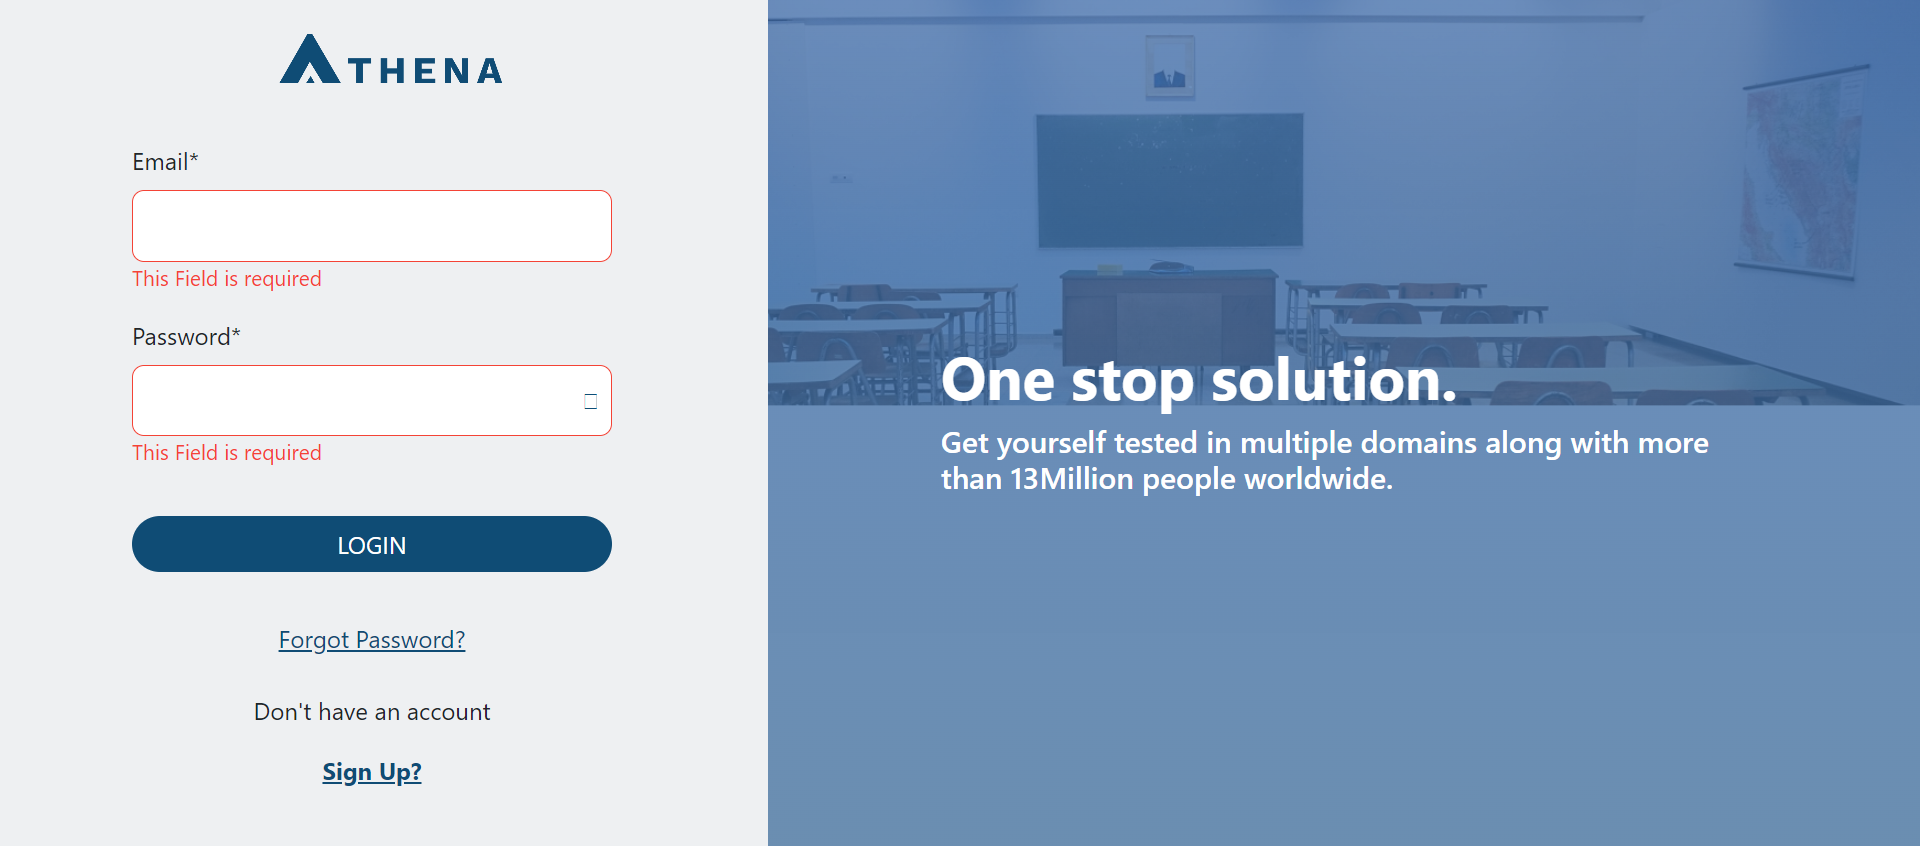 ATHENA
Email*
This Field is required
Password*
This Field is required
LOGIN
Forgot Password?
Don't have an account
Sign Up?
One stop solution.
Get yourself tested in multiple domains along with more
than 13Million people worldwide.